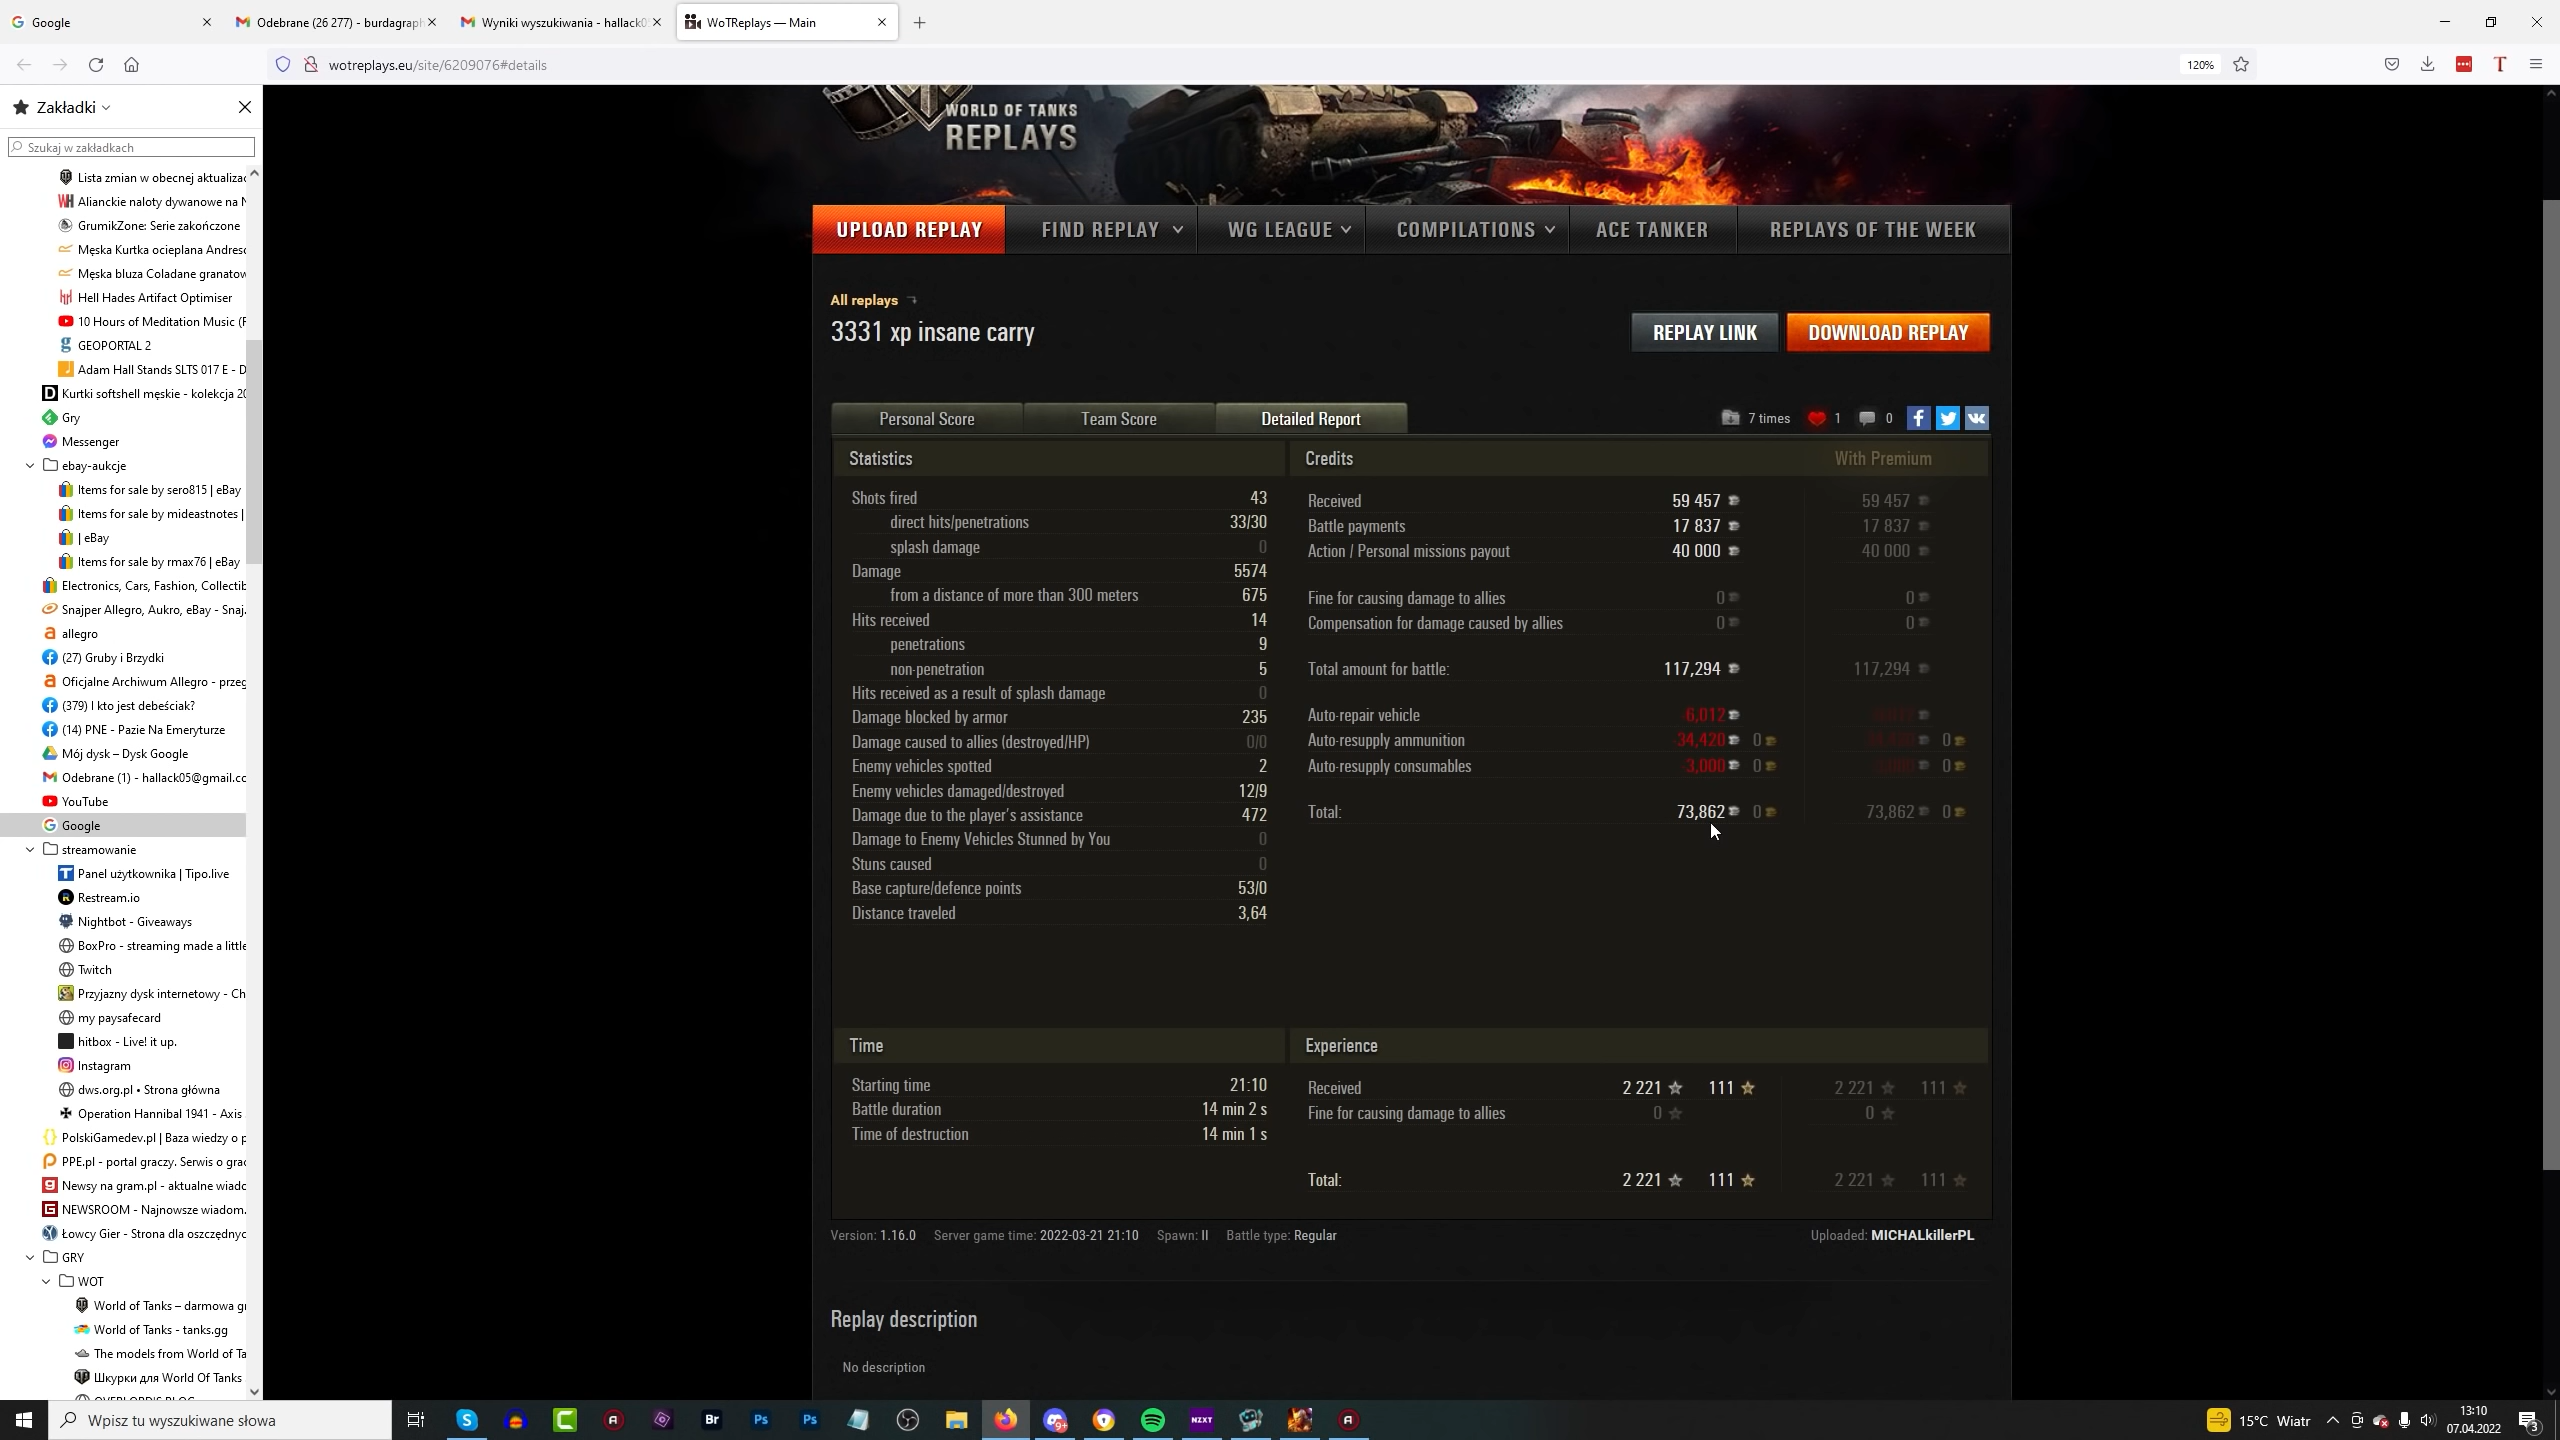 Google
Odebrane (26 277) - burdagraph
Wyniki wyszukiwania - hallack0
WoTReplays — Main
wotreplays.eu/site/6209076#details
120%
Zakładki
Szukaj w zakładkach
Lista zmian w obecnej aktualizac
Alianckie naloty dywanowe na N
GrumikZone: Serie zakończone
Męska Kurtka ocieplana Andresc
Męska bluza Coladane granatow
Hell Hades Artifact Optimiser
10 Hours of Meditation Music (F
GEOPORTAL 2
Adam Hall Stands SLTS 017 E - D
Kurtki softshell męskie - kolekcja 20
Gry
Messenger
ebay-aukcje
Items for sale by sero815 | eBay
Items for sale by mideastnotes |
| eBay
Items for sale by rmax76 | eBay
Electronics, Cars, Fashion, Collectib
Snajper Allegro, Aukro, eBay - Snaj.
allegro
(27) Gruby i Brzydki
Oficjalne Archiwum Allegro - przeg
(379) I kto jest debeściak?
(14) PNE - Pazie Na Emeryturze
Mój dysk – Dysk Google
Odebrane (1) - hallack05@gmail.cc
YouTube
Google
streamowanie
Panel użytkownika | Tipo.live
Restream.io
Nightbot - Giveaways
BoxPro - streaming made a little
Twitch
Przyjazny dysk internetowy - Ch
my paysafecard
hitbox - Live! it up.
Instagram
dws.org.pl • Strona główna
Operation Hannibal 1941 - Axis
PolskiGamedev.pl | Baza wiedzy o p
PPE.pl - portal graczy. Serwis o grac
Newsy na gram.pl - aktualne wiadc
NEWSROOM - Najnowsze wiadom.
Łowcy Gier - Strona dla oszczędnyc
GRY
WOT
World of Tanks – darmowa gr
World of Tanks - tanks.gg
The models from World of Ta
Шкурки для World Of Tanks
WORLD OF TANKS
REPLAYS
UPLOAD REPLAY FIND REPLAY WG LEAGUE COMPILATIONS ACE TANKER REPLAYS OF THE WEEK
All replays
3331 xp insane carry
REPLAY LINK DOWNLOAD REPLAY
Personal Score Team Score Detailed Report 7 times 1 0
Statistics
Shots fired 43
direct hits/penetrations 33/30
splash damage 0
Damage 5574
from a distance of more than 300 meters 675
Hits received 14
penetrations 9
non-penetration 5
Hits received as a result of splash damage 0
Damage blocked by armor 235
Damage caused to allies (destroyed/HP) 0/0
Enemy vehicles spotted 2
Enemy vehicles damaged/destroyed 12/9
Damage due to the player's assistance 472
Damage to Enemy Vehicles Stunned by You 0
Stuns caused 0
Base capture/defence points 53/0
Distance traveled 3,64
Credits With Premium
Received 59 457 59 457
Battle payments 17 837 17 837
Action / Personal missions payout 40 000 40 000
Fine for causing damage to allies 0 0
Compensation for damage caused by allies 0 0
Total amount for battle: 117,294 117,294
Auto-repair vehicle -6,012
Auto-resupply ammunition -34,420 0 0
Auto-resupply consumables -3,000 0 0
Total: 73,862 0 73,862 0
Time
Starting time 21:10
Battle duration 14 min 2 s
Time of destruction 14 min 1 s
Experience
Received 2 221 111 2 221 111
Fine for causing damage to allies 0 0
Total: 2 221 111 2 221 111
Version: 1.16.0 Server game time: 2022-03-21 21:10 Spawn: II Battle type: Regular Uploaded: MICHALkillerPL
Replay description
No description
Wpisz tu wyszukiwane słowa
Br
Ps
Ps
9+
NZXT
15°C Wiatr
13:10
07.04.2022
3